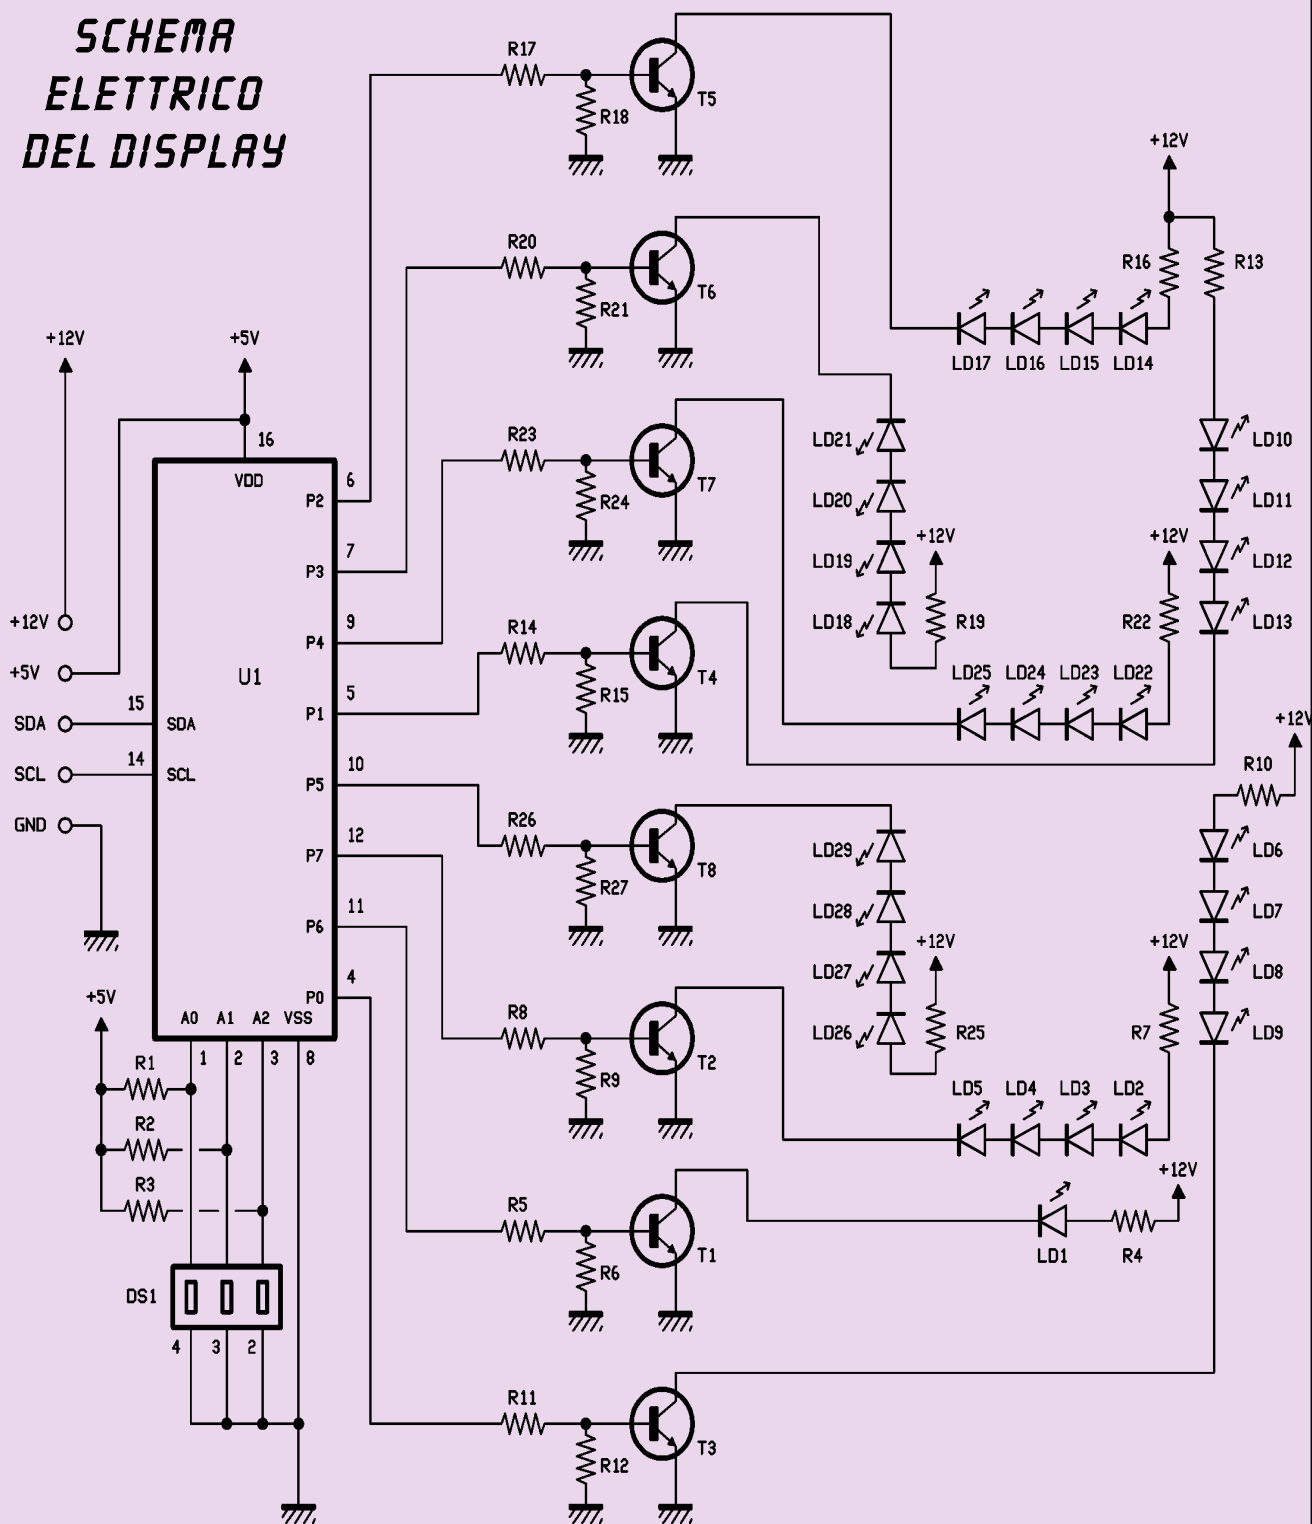 SCHEMA
ELETTRICO
DEL DISPLAY
R17
R18
T5
+12V
R16
R13
LD17 LD16 LD15 LD14
R20
R21
T6
+12V
+5V
16
VDD
R23
R24
T7
LD21
LD20
LD19
LD18
+12V
R19
+12V
R22
LD10
LD11
LD12
LD13
P2 6
P3 7
P4 9
P1 5
P5 10
P7 12
P6 11
P0 4
U1
+12V
+5V
SDA 15 SDA
SCL 14 SCL
GND
R14
R15
T4
LD25 LD24 LD23 LD22
+12V
R10
R26
R27
T8
LD29
LD28
LD27
LD26
+12V
R25
+12V
R7
LD6
LD7
LD8
LD9
+5V
A0 A1 A2 VSS
1 2 3 8
R8
R9
T2
LD5 LD4 LD3 LD2
R1
R2
R3
R5
R6
T1
+12V
LD1 R4
DS1
4 3 2
R11
R12
T3